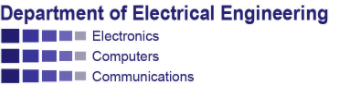 Department of Electrical Engineering
Electronics
Computers
Communications